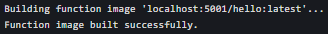 Building function image 'localhost:5001/hello:latest'...
Function image built successfully.